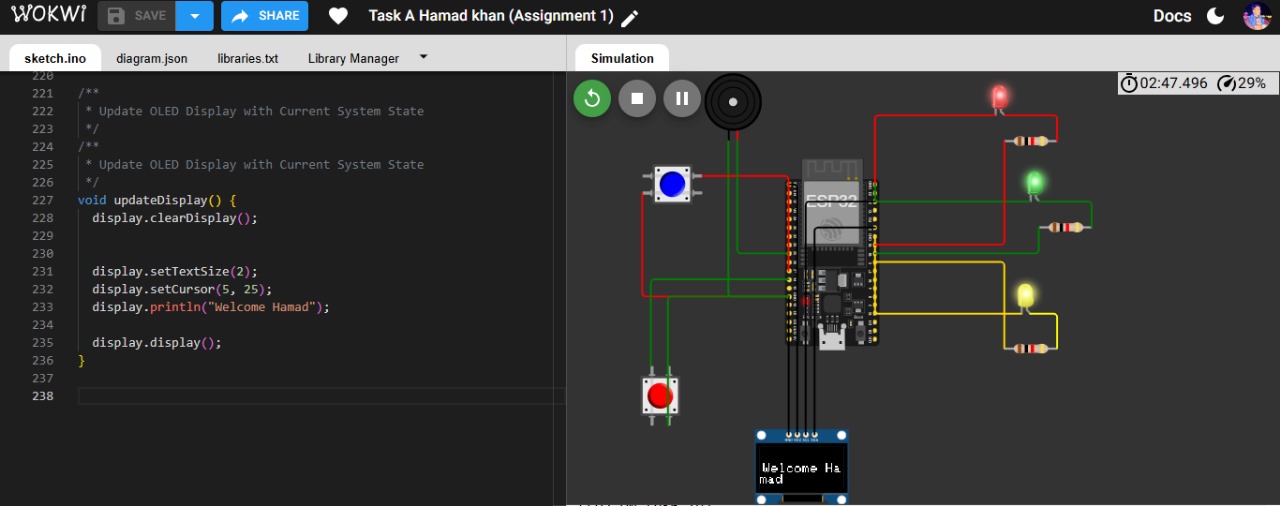 WOKWi
SAVE
SHARE
Task A Hamad khan (Assignment 1)
Docs
sketch.ino
diagram.json
libraries.txt
Library Manager
Simulation
220
221 /**
222 * Update OLED Display with Current System State
223 */
224 /**
225 * Update OLED Display with Current System State
226 */
227 void updateDisplay() {
228 display.clearDisplay();
229
230
231 display.setTextSize(2);
232 display.setCursor(5, 25);
233 display.println("Welcome Hamad");
234
235 display.display();
236 }
237
238
02:47.496
29%
ESP32
Welcome Ha
mad